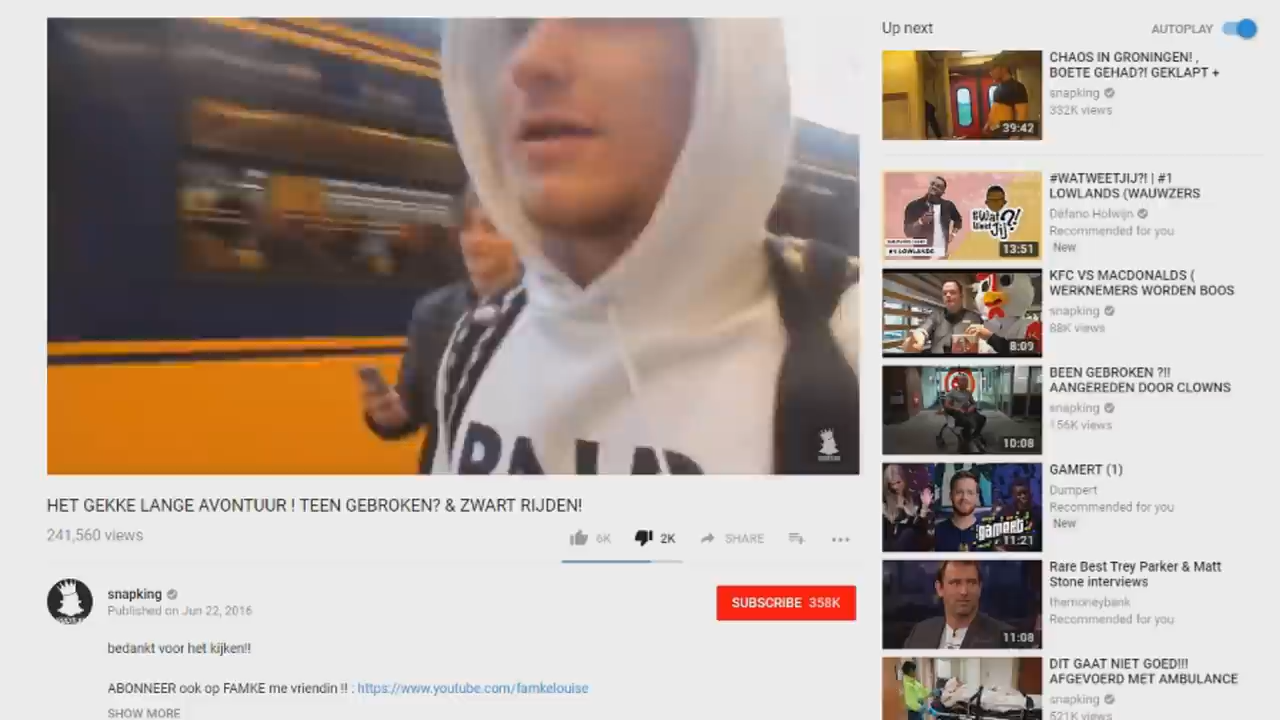 Up next
AUTOPLAY
CHAOS IN GRONINGEN! ,
BOETE GEHAD?! GEKLAPT +
snapking
332K views
39:42
#WATWEETJIJ?! | #1
LOWLANDS (WAUWZERS
Défano Holwijn
Recommended for you
New
#Wat
Weet
Jij?!
#1 LOWLANDS
13:51
KFC VS MACDONALDS (
WERKNEMERS WORDEN BOOS
snapking
88K views
8:09
BEEN GEBROKEN ?!!
AANGEREDEN DOOR CLOWNS
snapking
156K views
10:08
GAMERT (1)
Dumpert
Recommended for you
New
gamert
11:21
Rare Best Trey Parker & Matt
Stone interviews
themoneybank
Recommended for you
11:08
DIT GAAT NIET GOED!!!
AFGEVOERD MET AMBULANCE
snapking
521K views
HET GEKKE LANGE AVONTUUR ! TEEN GEBROKEN? & ZWART RIJDEN!
241,560 views
6K
2K
SHARE
snapking
Published on Jun 22, 2016
SUBSCRIBE 358K
bedankt voor het kijken!!
ABONNEER ook op FAMKE me vriendin !! : https://www.youtube.com/famkelouise
SHOW MORE